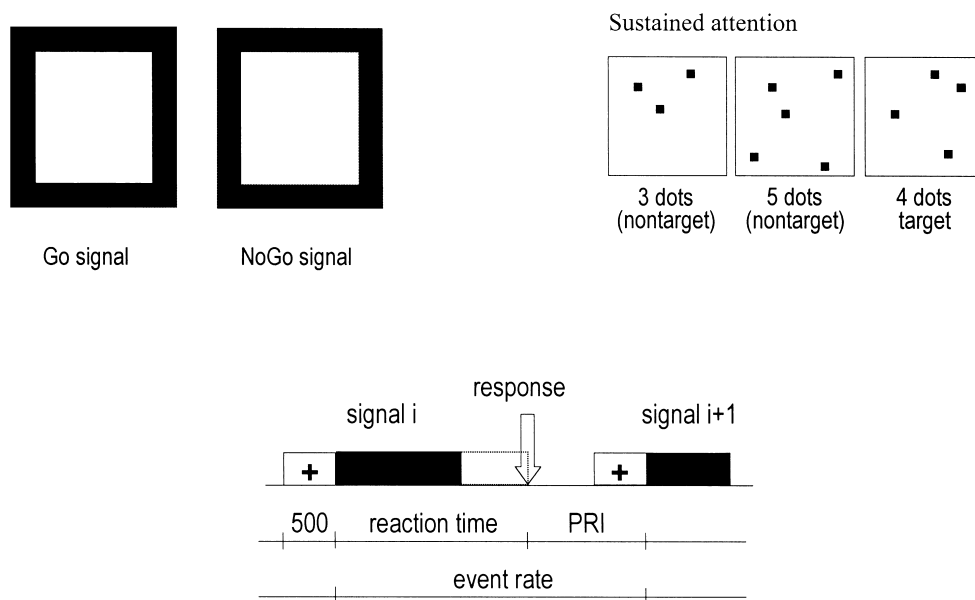 Sustained attention
3 dots
(nontarget)
5 dots
(nontarget)
4 dots
target
Go signal
NoGo signal
response
signal i
signal i+1
+
+
500
reaction time
PRI
event rate